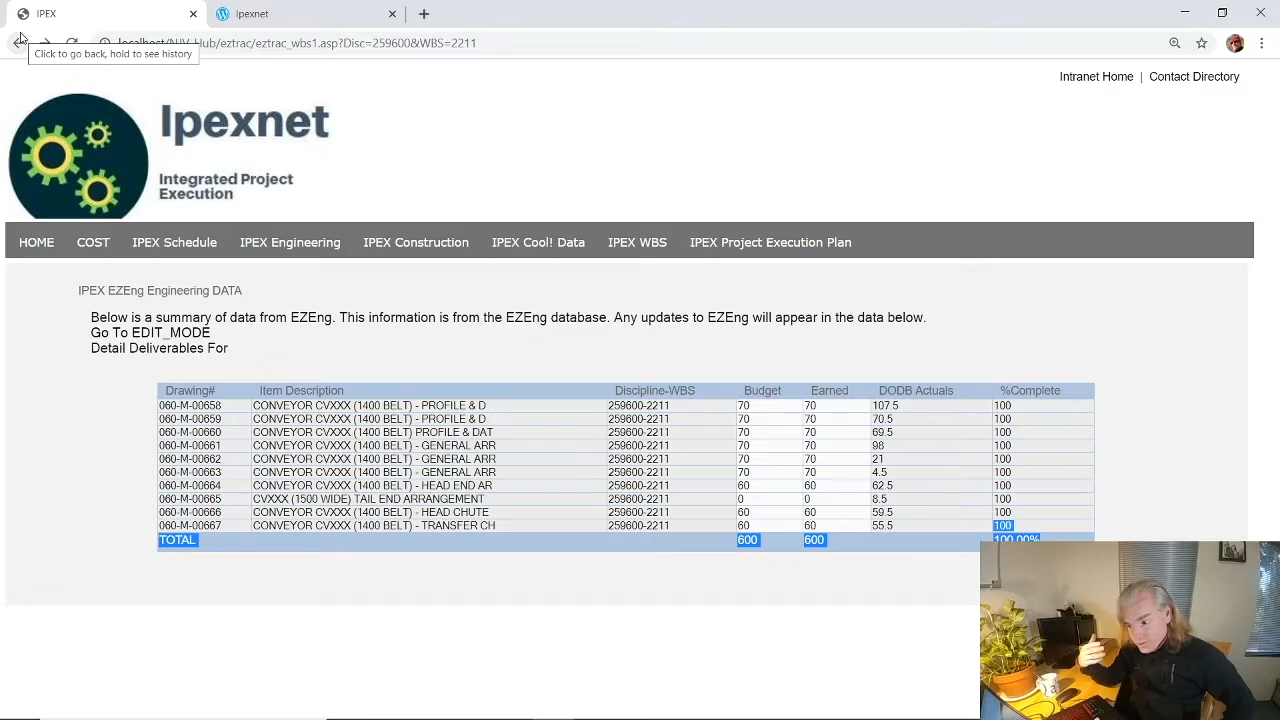 IPEX
Ipexnet
localhost/NIV_Hub/eztrac/eztrac_wbs1.asp?Disc=259600&WBS=2211
Click to go back, hold to see history
Intranet Home | Contact Directory
Ipexnet
Integrated Project
Execution
HOME COST IPEX Schedule IPEX Engineering IPEX Construction IPEX Cool! Data IPEX WBS IPEX Project Execution Plan
IPEX EZEng Engineering DATA
Below is a summary of data from EZEng. This information is from the EZEng database. Any updates to EZEng will appear in the data below.
Go To EDIT_MODE
Detail Deliverables For
Drawing# Item Description Discipline-WBS Budget Earned DODB Actuals %Complete
060-M-00658 CONVEYOR CVXXX (1400 BELT) - PROFILE & D 259600-2211 70 70 107.5 100
060-M-00659 CONVEYOR CVXXX (1400 BELT) - PROFILE & D 259600-2211 70 70 70.5 100
060-M-00660 CONVEYOR CVXXX (1400 BELT) PROFILE & DAT 259600-2211 70 70 69.5 100
060-M-00661 CONVEYOR CVXXX (1400 BELT) - GENERAL ARR 259600-2211 70 70 98 100
060-M-00662 CONVEYOR CVXXX (1400 BELT) - GENERAL ARR 259600-2211 70 70 21 100
060-M-00663 CONVEYOR CVXXX (1400 BELT) - GENERAL ARR 259600-2211 70 70 4.5 100
060-M-00664 CONVEYOR CVXXX (1400 BELT) - HEAD END AR 259600-2211 60 60 62.5 100
060-M-00665 CVXXX (1500 WIDE) TAIL END ARRANGEMENT 259600-2211 0 0 8.5 100
060-M-00666 CONVEYOR CVXXX (1400 BELT) - HEAD CHUTE 259600-2211 60 60 59.5 100
060-M-00667 CONVEYOR CVXXX (1400 BELT) - TRANSFER CH 259600-2211 60 60 55.5 100
TOTAL 600 600 100.00%